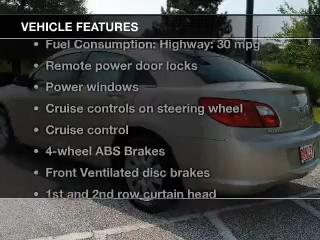 VEHICLE FEATURES
• Fuel Consumption: Highway: 30 mpg
• Remote power door locks
• Power windows
• Cruise controls on steering wheel
• Cruise control
• 4-wheel ABS Brakes
• Front Ventilated disc brakes
• 1st and 2nd row curtain head